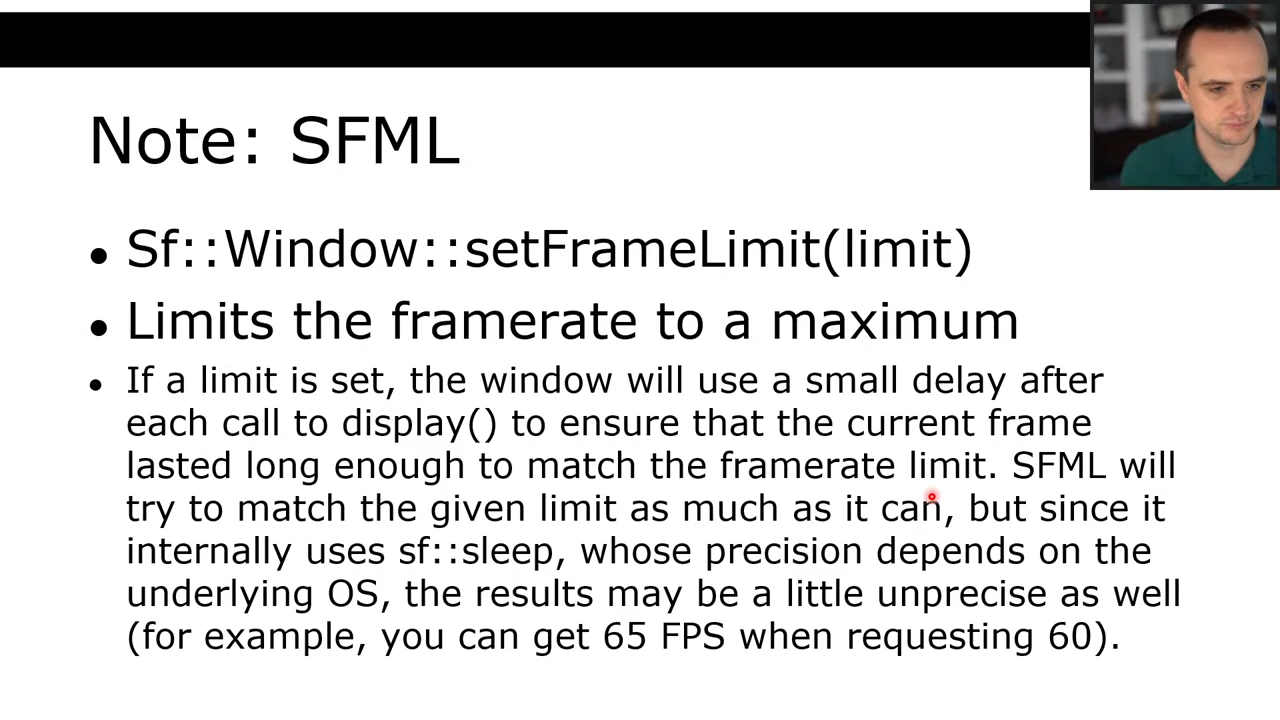 Note: SFML
• Sf::Window::setFrameLimit(limit)
• Limits the framerate to a maximum
• If a limit is set, the window will use a small delay after
each call to display() to ensure that the current frame
lasted long enough to match the framerate limit. SFML will
try to match the given limit as much as it can, but since it
internally uses sf::sleep, whose precision depends on the
underlying OS, the results may be a little unprecise as well
(for example, you can get 65 FPS when requesting 60).